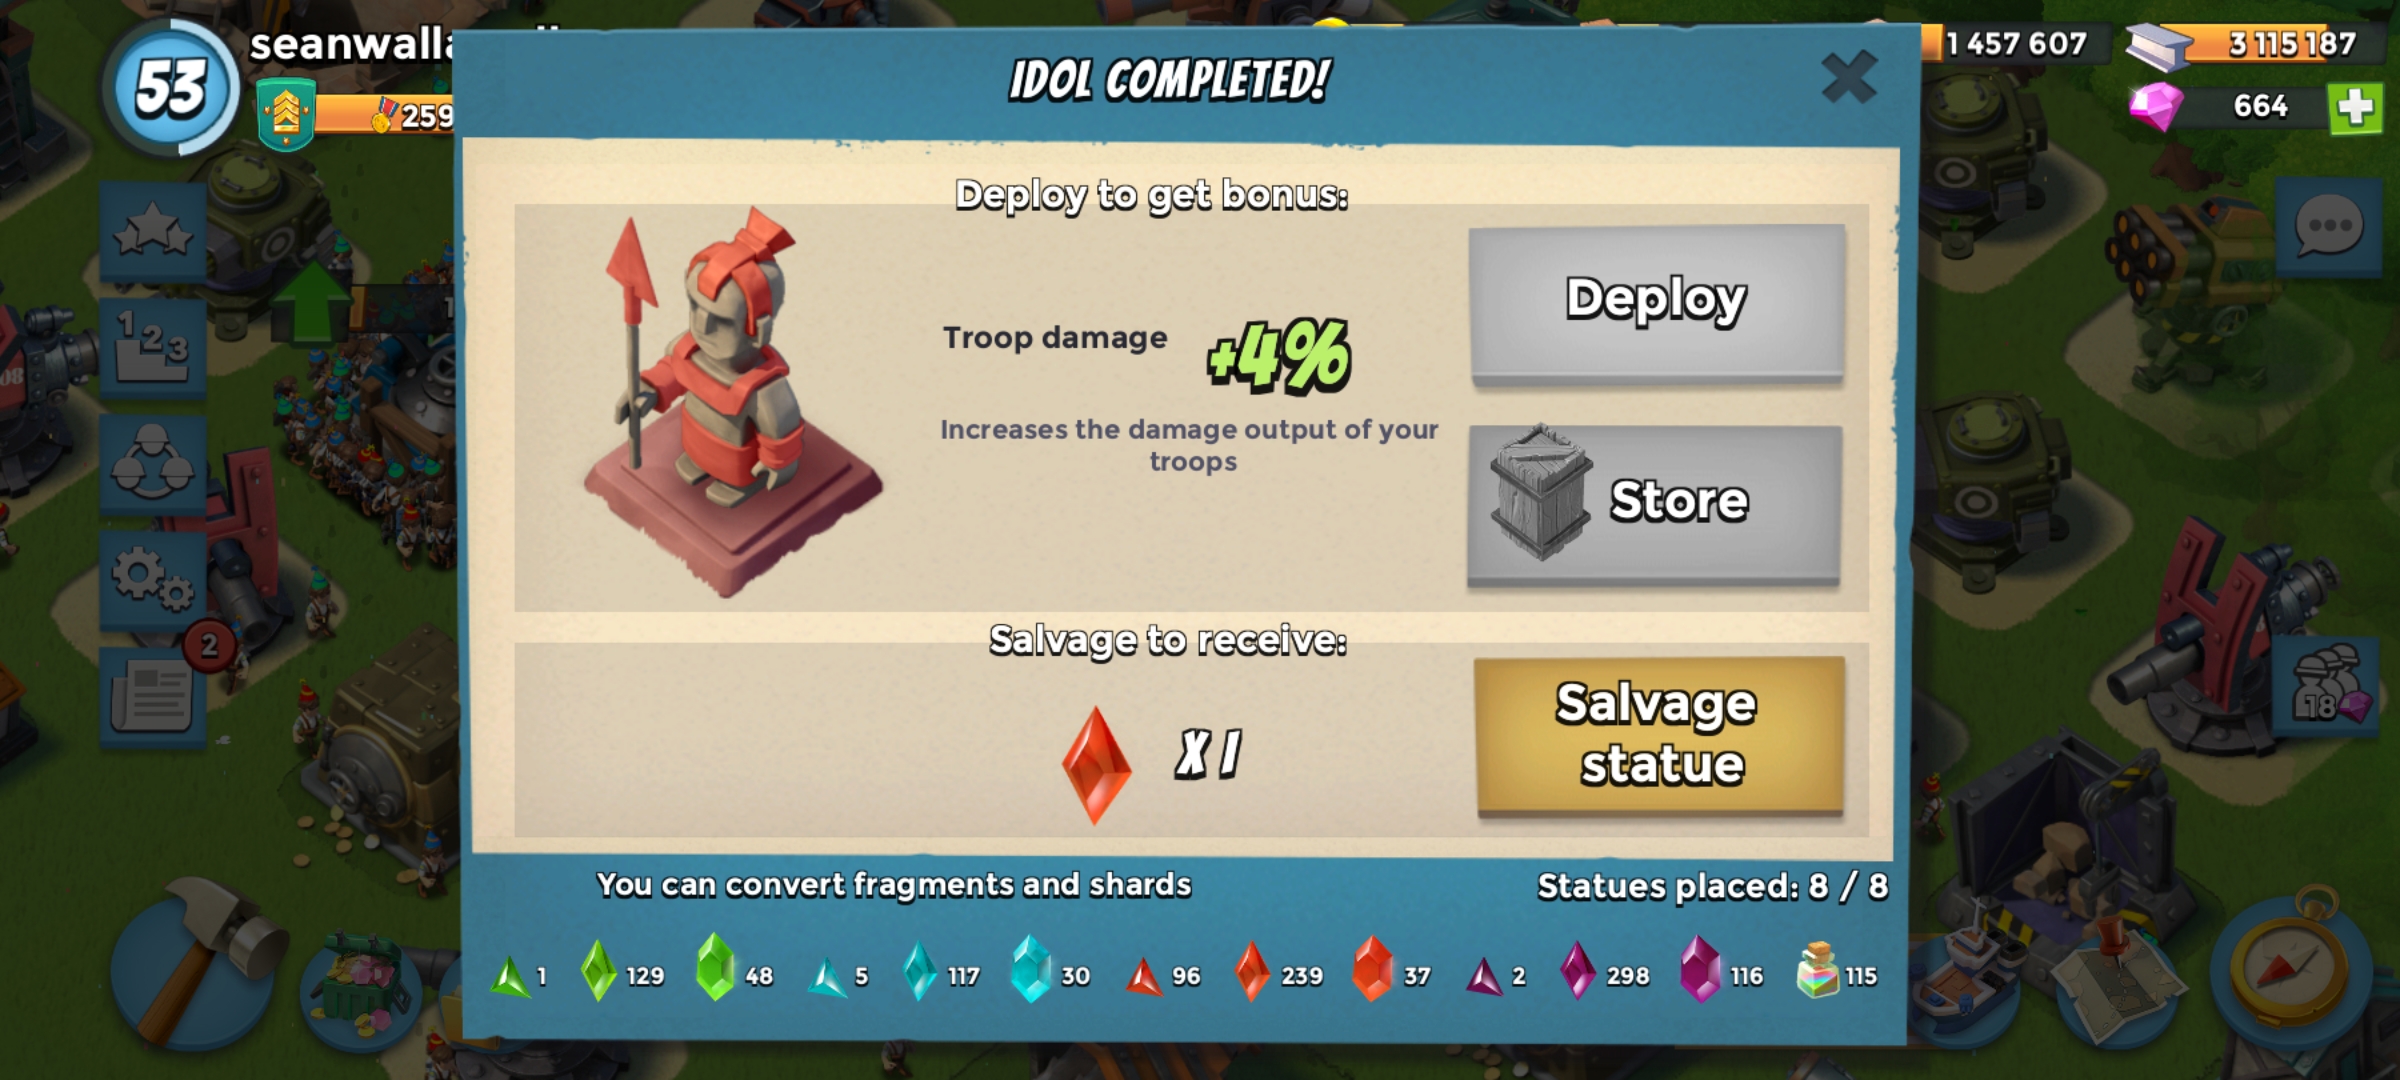 53
1 457 607
3 115 187
259
664
IDOL COMPLETED!
Deploy to get bonus:
Deploy
Troop damage
+4%
Increases the damage output of your
troops
Store
1 2 3
2
18
Salvage to receive:
X 1
Salvage
statue
You can convert fragments and shards
Statues placed: 8 / 8
1
129
48
5
117
30
96
239
37
2
298
116
115